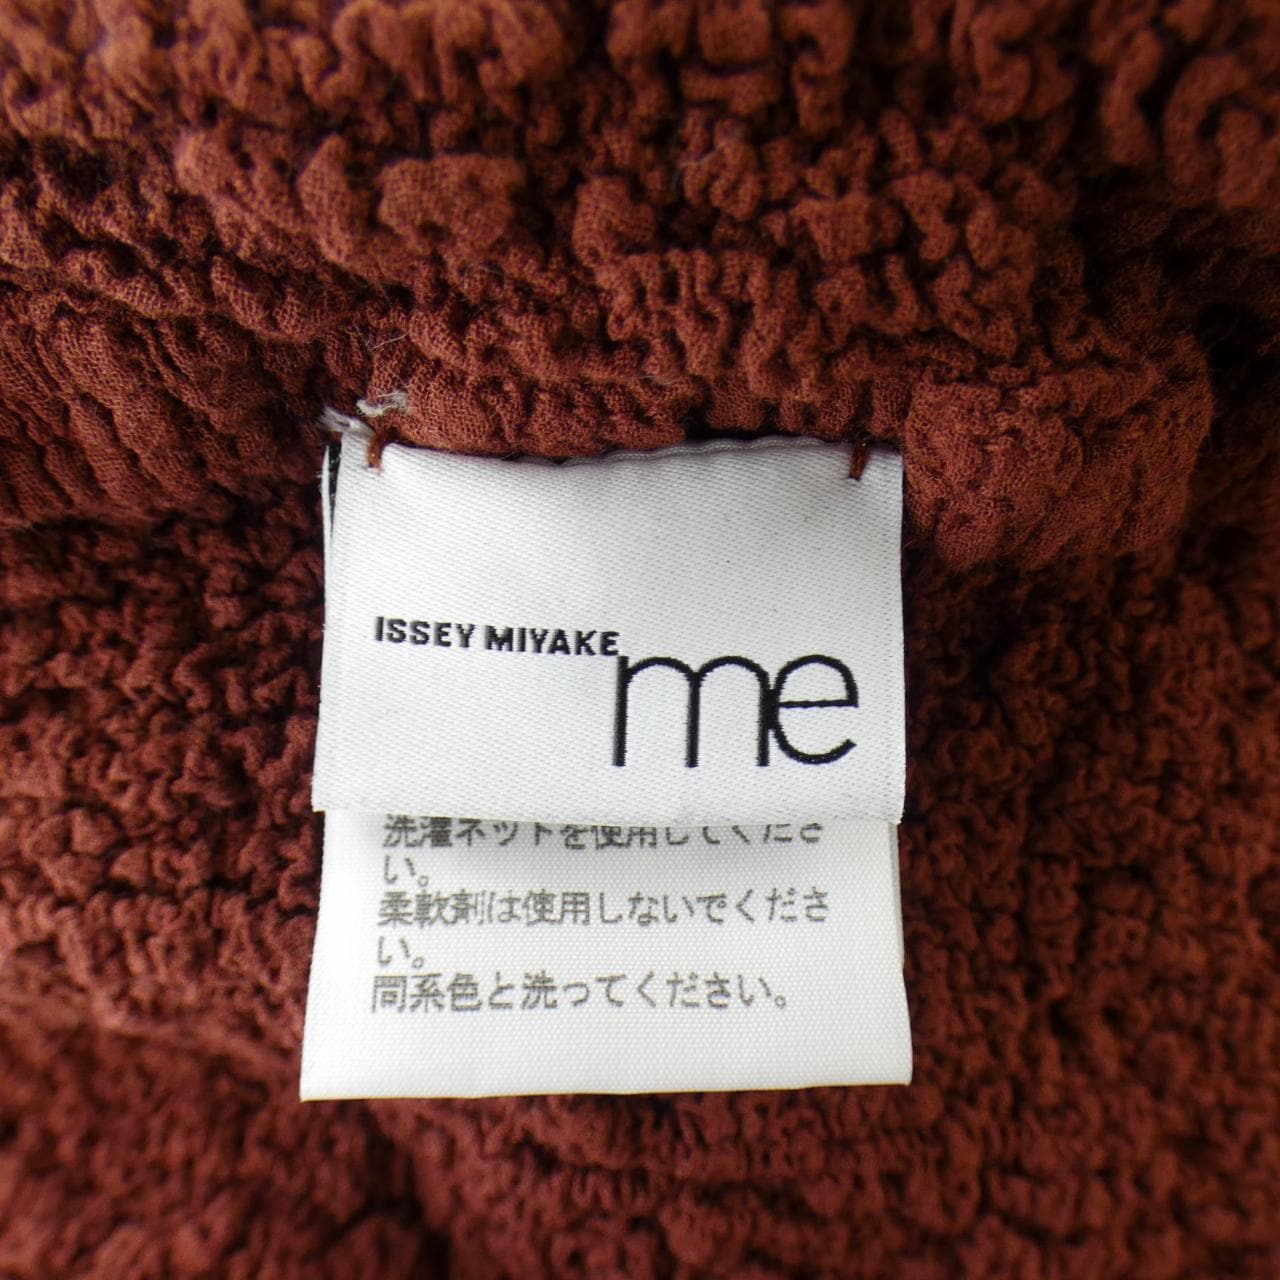 ISSEY MIYAKE
me
洗濯ネットを使用してくださ
い。
柔軟剤は使用しないでくださ
い。
同系色と洗ってください。